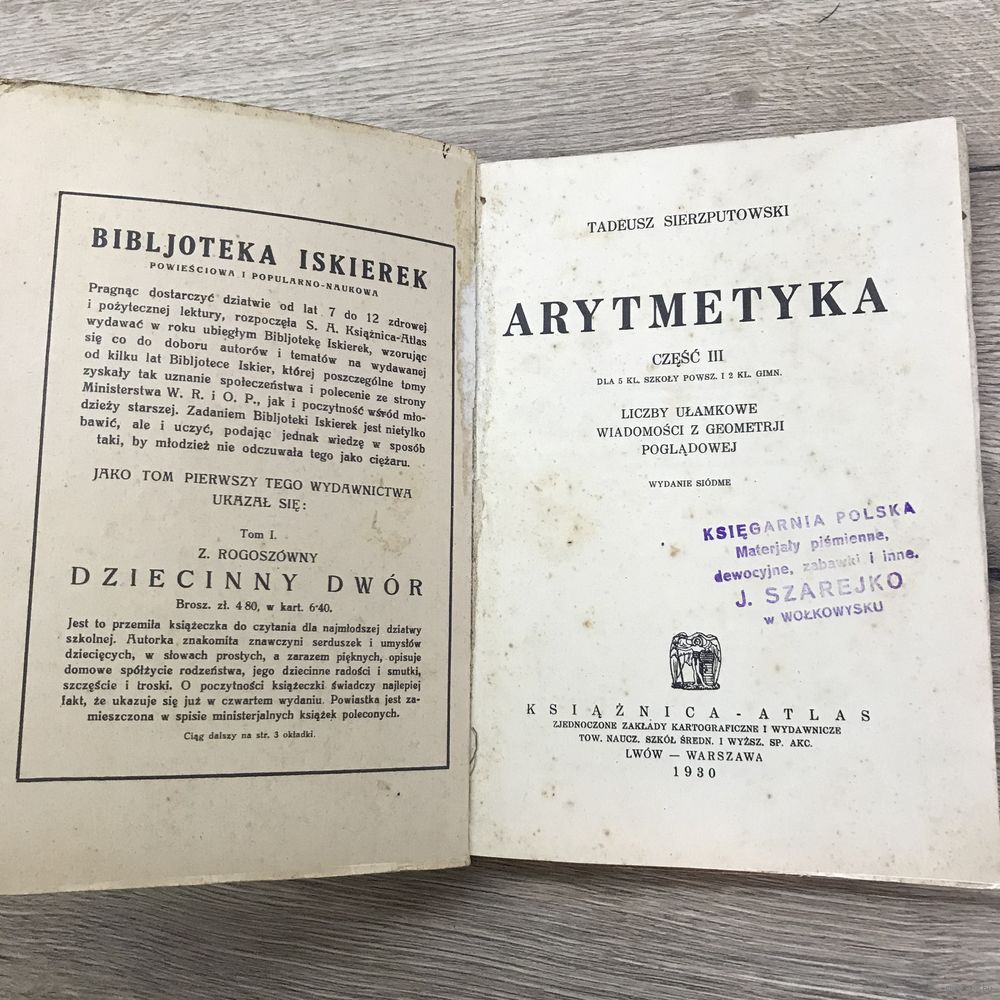 BIBLJOTEKA ISKIEREK
POWIEŚCIOWA I POPULARNO-NAUKOWA
Pragnąc dostarczyć dziatwie od lat 7 do 12 zdrowej
i pożytecznej lektury, rozpoczęła S. A. Książnica-Atlas
wydawać w roku ubiegłym Bibljotekę Iskierek, wzorując
się co do doboru autorów i tematów na wydawanej
od kilku lat Bibljotece Iskier, której poszczególne tomy
zyskały tak uznanie społeczeństwa i polecenie ze strony
Ministerstwa W. R. i O. P., jak i poczytność wśród mło-
dzieży starszej. Zadaniem Bibljoteki Iskierek jest nietylko
bawić, ale i uczyć, podając jednak wiedzę w sposób
taki, by młodzież nie odczuwała tego jako ciężaru.
JAKO TOM PIERWSZY TEGO WYDAWNICTWA
UKAZAŁ SIĘ:
Tom I.
Z. ROGOSZÓWNY
DZIECINNY DWÓR
Brosz. zł. 4·80, w kart. 6·40.
Jest to przemiła książeczka do czytania dla najmłodszej dziatwy
szkolnej. Autorka znakomita znawczyni serduszek i umysłów
dziecięcych, w słowach prostych, a zarazem pięknych, opisuje
domowe spółżycie rodzeństwa, jego dziecinne radości i smutki,
szczęście i troski. O poczytności książeczki świadczy najlepiej
fakt, że ukazuje się już w czwartem wydaniu. Powiastka jest za-
mieszczona w spisie ministerjalnych książek poleconych.
Ciąg dalszy na str. 3 okładki.
TADEUSZ SIERZPUTOWSKI
ARYTMETYKA
CZĘŚĆ III
DLA 5 KL. SZKOŁY POWSZ. I 2 KL. GIMN.
LICZBY UŁAMKOWE
WIADOMOŚCI Z GEOMETRJI
POGLĄDOWEJ
WYDANIE SIÓDME
KSIĘGARNIA POLSKA
Materjały piśmienne,
dewocyjne, zabawki i inne.
J. SZAREJKO
w WOŁKOWYSKU
KSIĄŻNICA-ATLAS
ZJEDNOCZONE ZAKŁADY KARTOGRAFICZNE I WYDAWNICZE
TOW. NAUCZ. SZKÓŁ ŚREDN. I WYŻSZ. SP. AKC.
LWÓW — WARSZAWA
1930